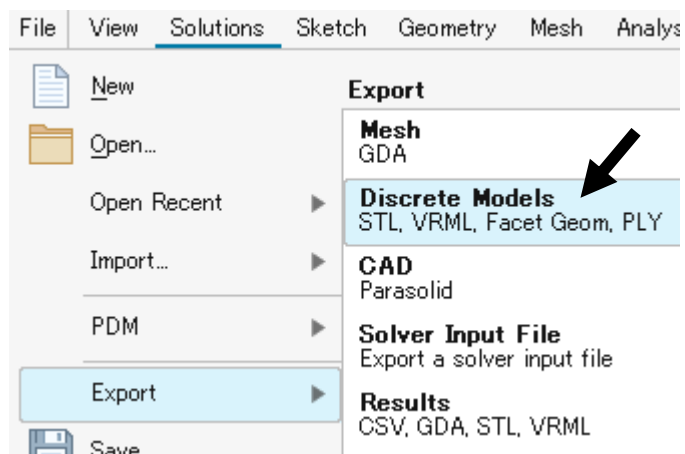 File View Solutions Sketch Geometry Mesh Analys
New
Open...
Open Recent
Import...
PDM
Export
Save
Export
Mesh
GDA
Discrete Models
STL, VRML, Facet Geom, PLY
CAD
Parasolid
Solver Input File
Export a solver input file
Results
CSV, GDA, STL, VRML